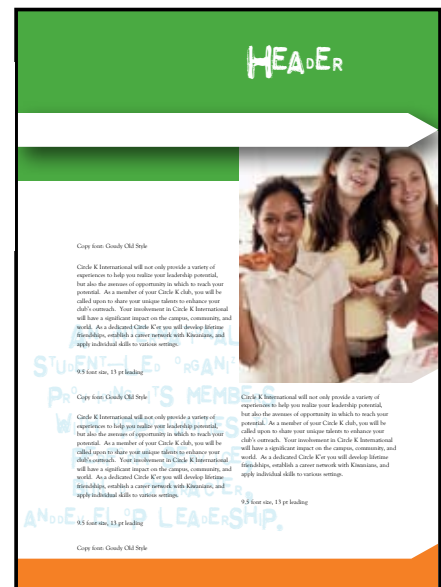 HEADER
Copy font: Goudy Old Style
Circle K International will not only provide a variety of
experiences to help you realize your leadership potential,
but also the avenues of opportunity in which to reach your
potential. As a member of your Circle K club, you will be
called upon to share your unique talents to enhance your
club's outreach. Your involvement in Circle K International
will have a significant impact on the campus, community, and
world. As a dedicated Circle K'er you will develop lifetime
friendships, establish a career network with Kiwanians, and
apply individual skills to various settings.
9.5 font size, 13 pt leading
Copy font: Goudy Old Style
Circle K International will not only provide a variety of
experiences to help you realize your leadership potential,
but also the avenues of opportunity in which to reach your
potential. As a member of your Circle K club, you will be
called upon to share your unique talents to enhance your
club's outreach. Your involvement in Circle K International
will have a significant impact on the campus, community, and
world. As a dedicated Circle K'er you will develop lifetime
friendships, establish a career network with Kiwanians, and
apply individual skills to various settings.
9.5 font size, 13 pt leading
Copy font: Goudy Old Style
Circle K International will not only provide a variety of
experiences to help you realize your leadership potential,
but also the avenues of opportunity in which to reach your
potential. As a member of your Circle K club, you will be
called upon to share your unique talents to enhance your
club's outreach. Your involvement in Circle K International
will have a significant impact on the campus, community, and
world. As a dedicated Circle K'er you will develop lifetime
friendships, establish a career network with Kiwanians, and
apply individual skills to various settings.
9.5 font size, 13 pt leading
STUDENT-LED
LEADERSHIP.